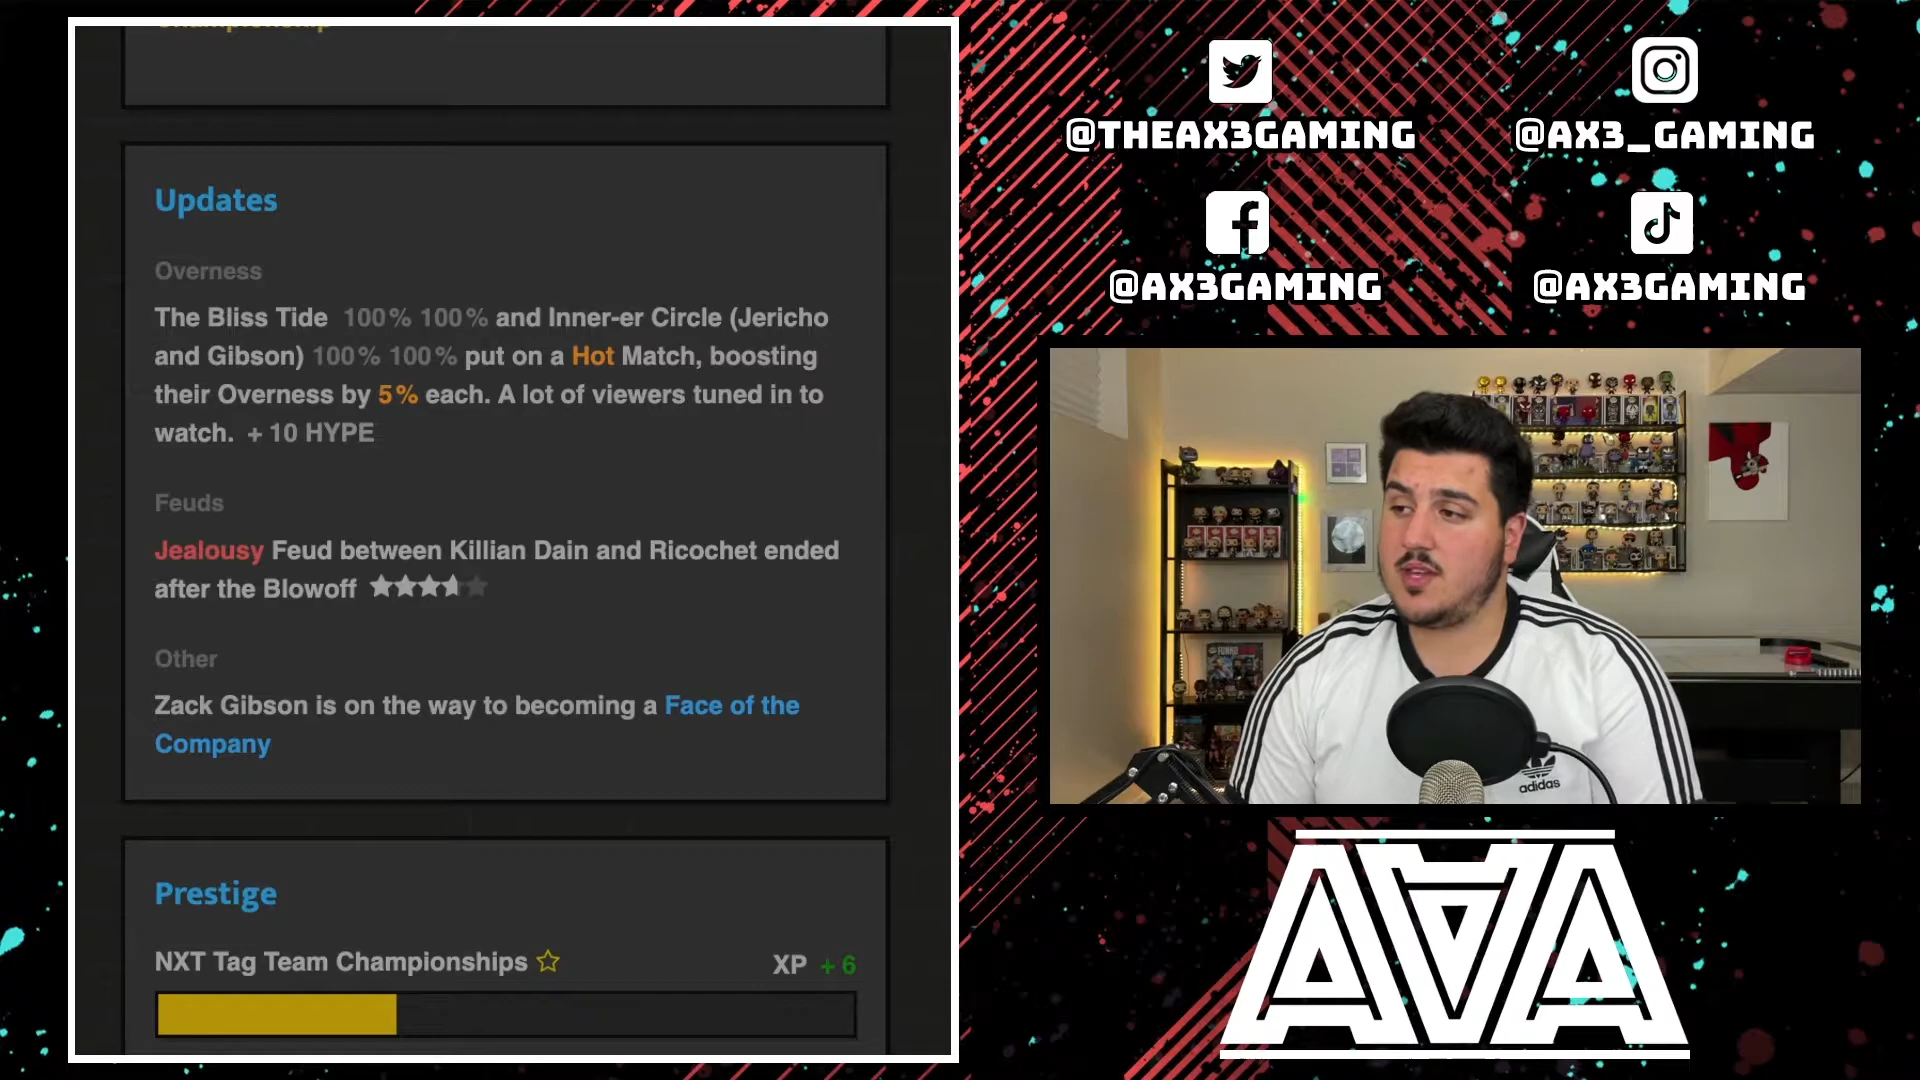 Championship
Updates
Overness
The Bliss Tide 100% 100% and Inner-er Circle (Jericho
and Gibson) 100% 100% put on a Hot Match, boosting
their Overness by 5% each. A lot of viewers tuned in to
watch. + 10 HYPE
Feuds
Jealousy Feud between Killian Dain and Ricochet ended
after the Blowoff
Other
Zack Gibson is on the way to becoming a Face of the
Company
Prestige
NXT Tag Team Championships
XP + 6
@THEAX3GAMING
@AX3_GAMING
@AX3GAMING
@AX3GAMING
adidas